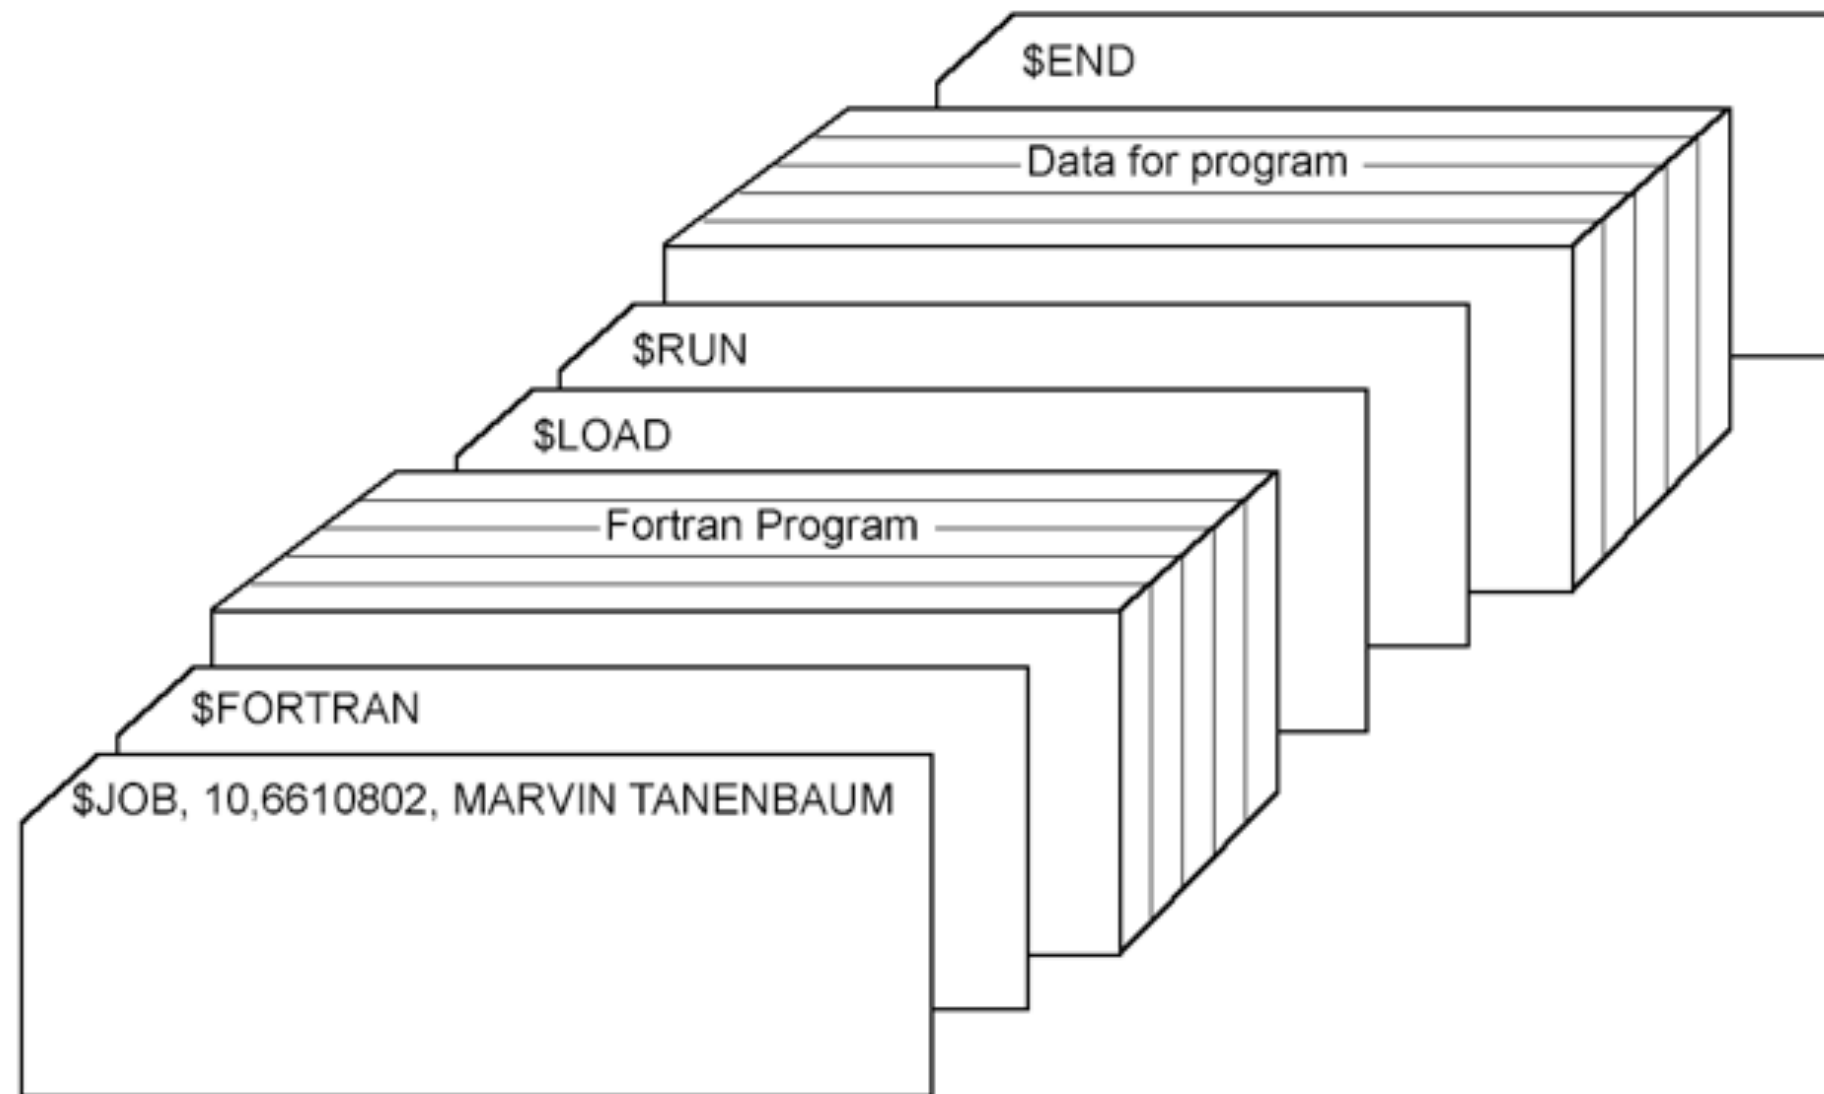 $END
Data for program
$RUN
$LOAD
Fortran Program
$FORTRAN
$JOB, 10,6610802, MARVIN TANENBAUM